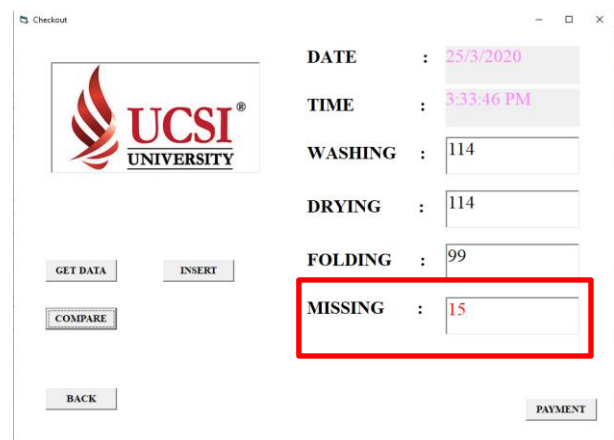 Checkout
UCSI®
UNIVERSITY
DATE : 25/3/2020
TIME : 3:33:46 PM
WASHING : 114
DRYING : 114
FOLDING : 99
GET DATA INSERT
MISSING : 15
COMPARE
BACK
PAYMENT